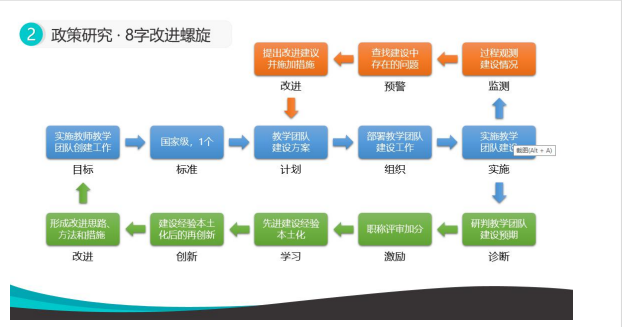 2 政策研究 · 8字改进螺旋
提出改进建议
并施加措施
查找建设中
存在的问题
过程观测
建设情况
改进
预警
监测
实施教师教学
团队创建工作
国家级，1个
教学团队
建设方案
部署教学团队
建设工作
实施教学
团队建设
截图(Alt + A)
目标
标准
计划
组织
实施
形成改进思路、
方法和措施
建设经验本土
化后的再创新
先进建设经验
本土化
职称评审加分
研判教学团队
建设预期
改进
创新
学习
激励
诊断